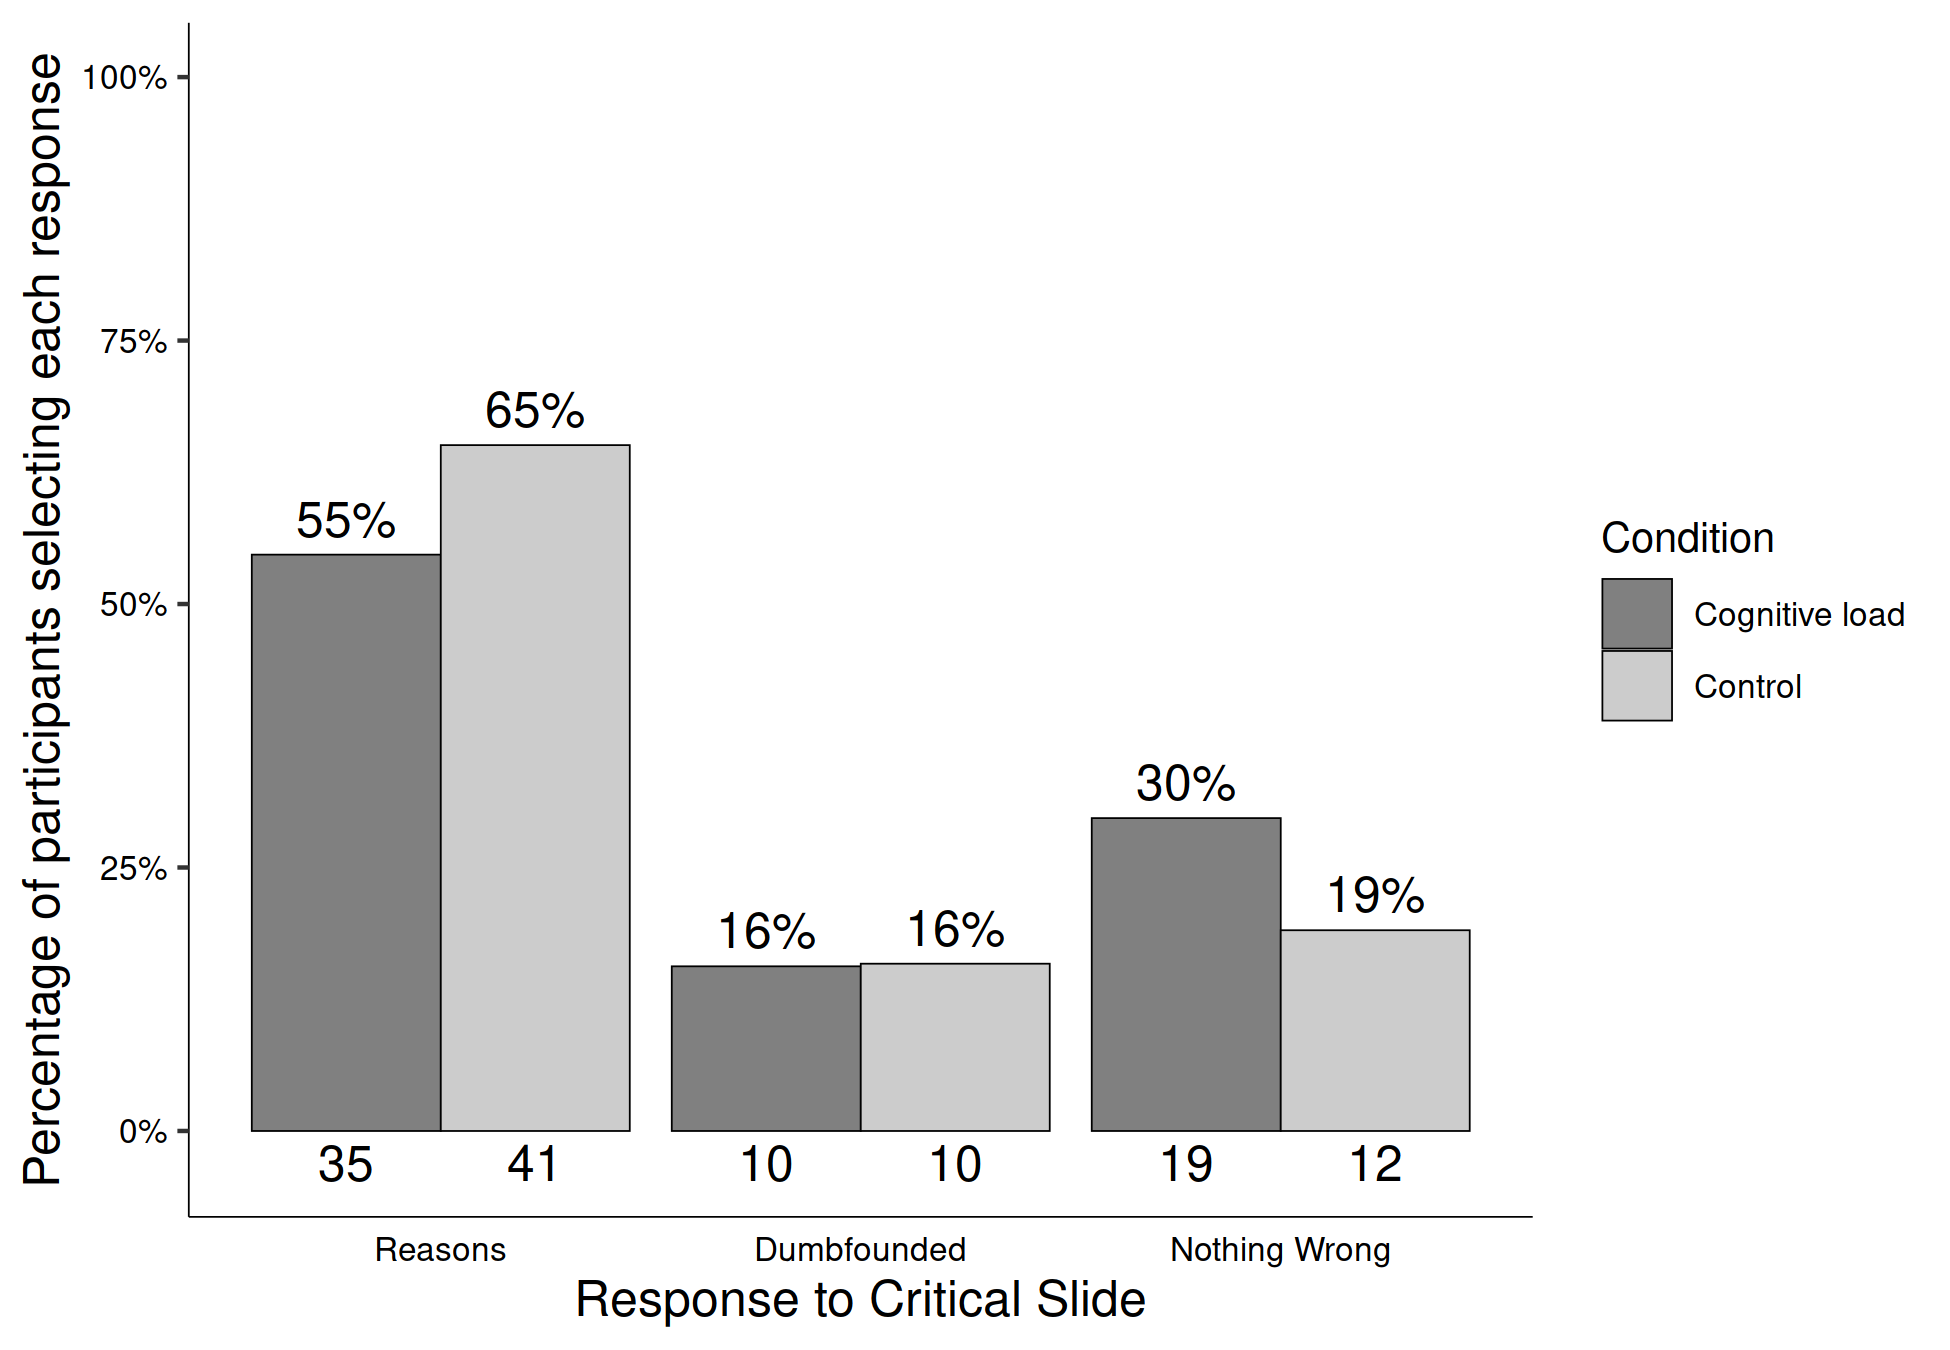 Percentage of participants selecting each response
100%
75%
50%
25%
0%
55%
65%
16%
16%
30%
19%
35
41
10
10
19
12
Reasons
Dumbfounded
Nothing Wrong
Response to Critical Slide
Condition
Cognitive load
Control